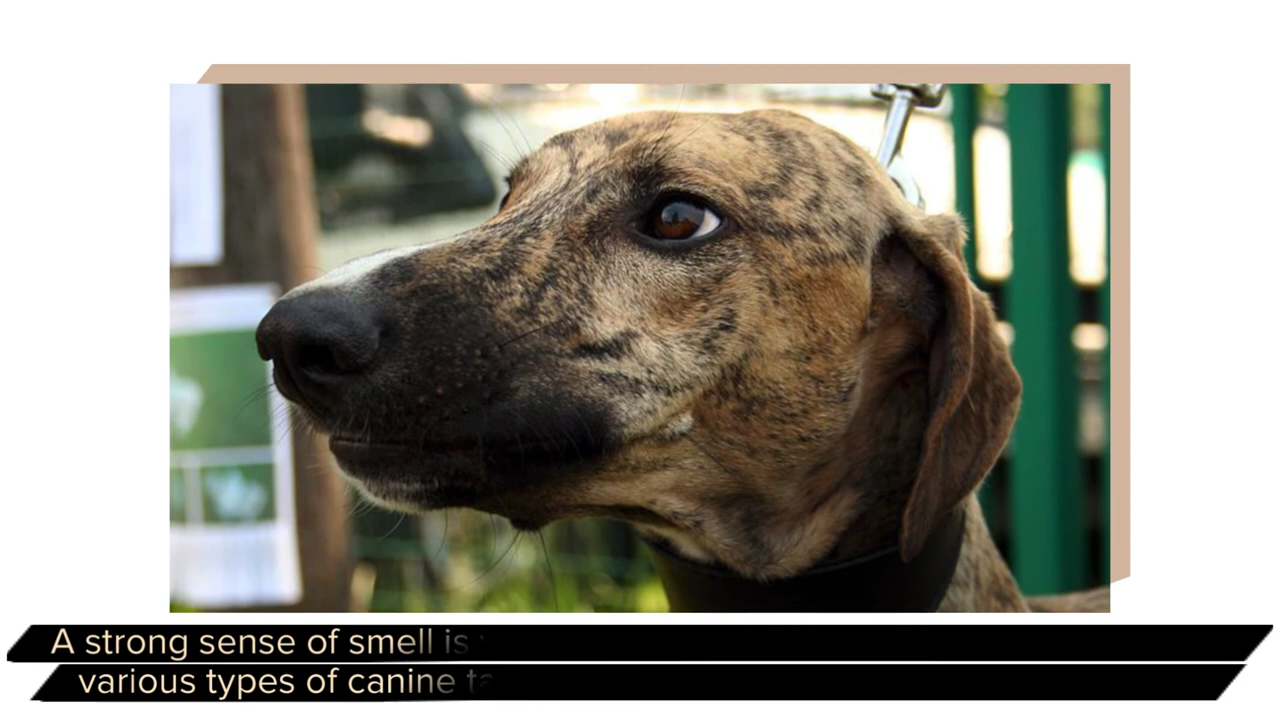 A strong sense of smell is
various types of canine